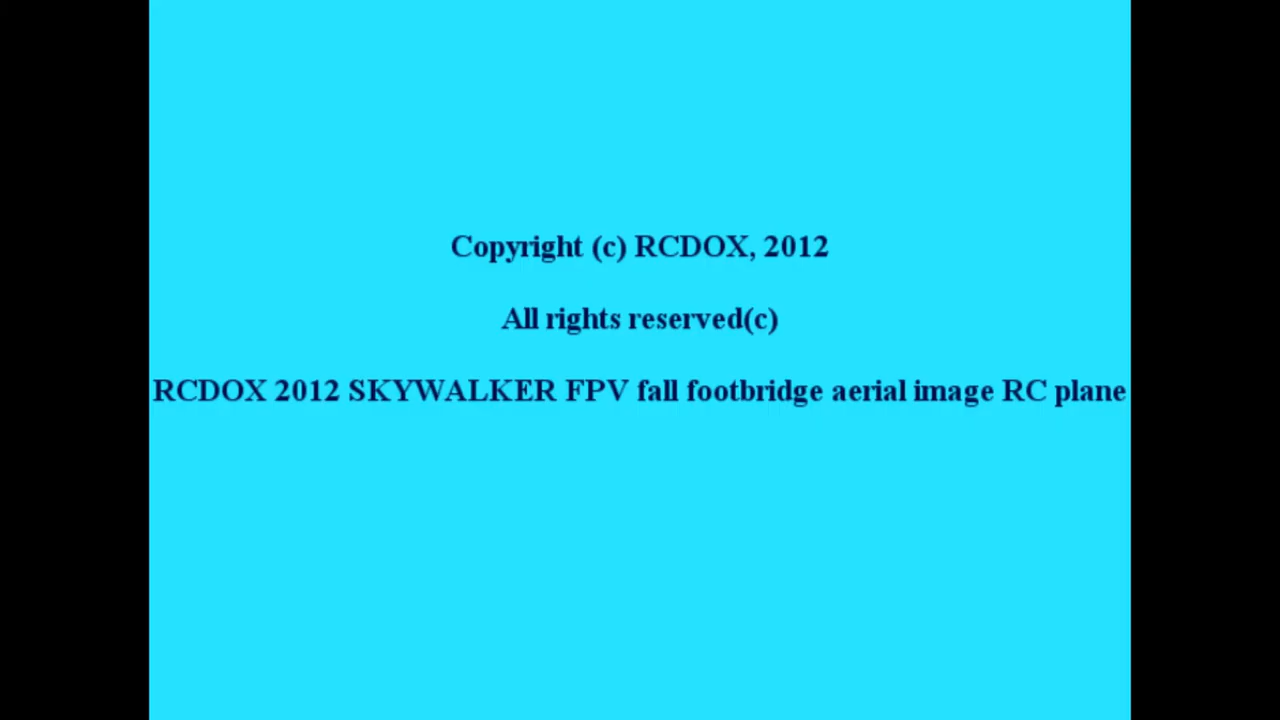 Copyright (c) RCDOX, 2012
All rights reserved(c)
RCDOX 2012 SKYWALKER FPV fall footbridge aerial image RC plane